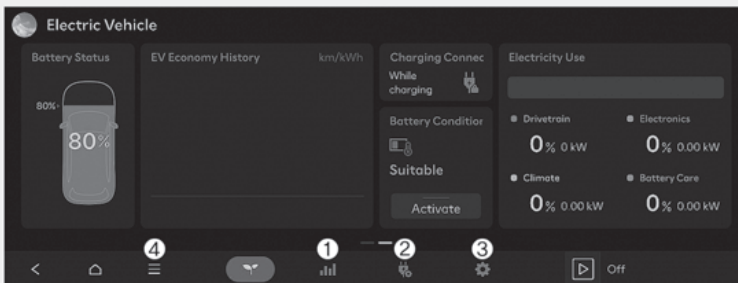 Electric Vehicle
Battery Status
80%
80%
EV Economy History km/kWh
Charging Connec
While
charging
Battery Condition
Suitable
Activate
Electricity Use
Drivetrain
0% 0 kW
Electronics
0% 0.00 kW
Climate
0% 0.00 kW
Battery Care
0% 0.00 kW
4 1 2 3
Off